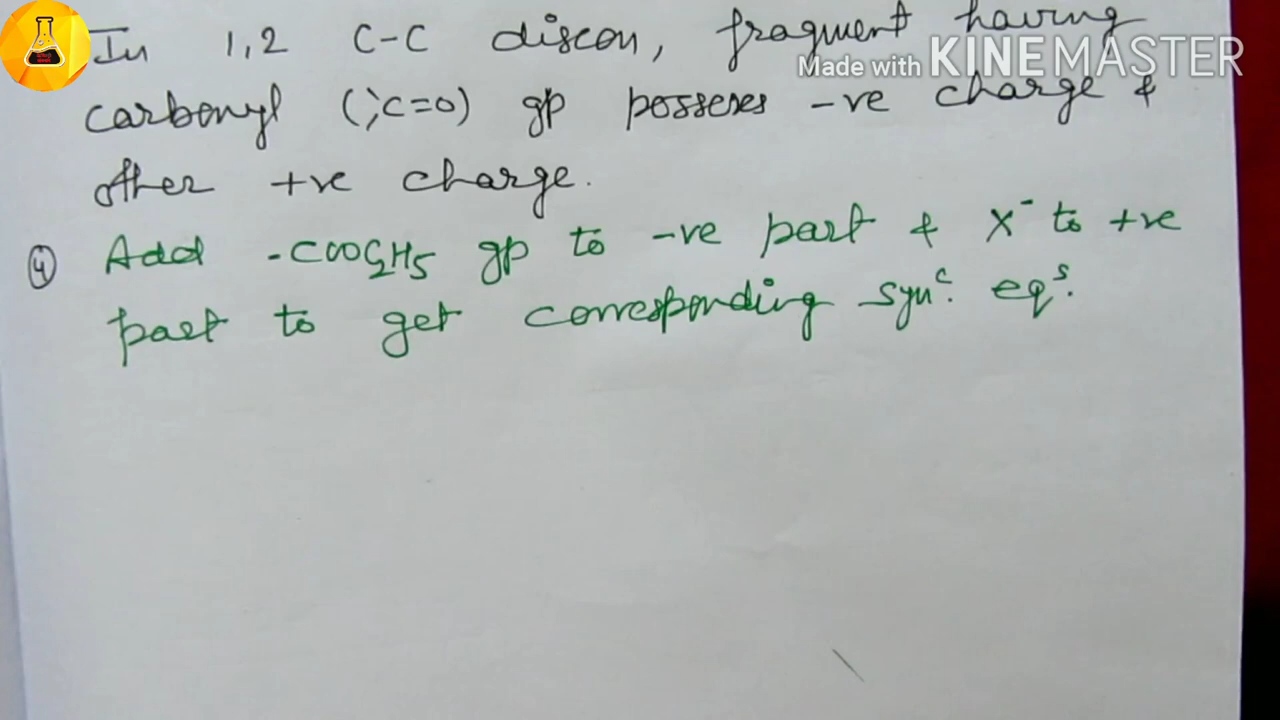 In 1,2 C-C discon, fragment having
Made with KINEMASTER
carbonyl (;C=O) gp posseses -ve charge &
other +ve charge.
(4) Add -COOC2H5 gp to -ve part & X⁻ to +ve
part to get corresponding synᶜ. eqˢ.